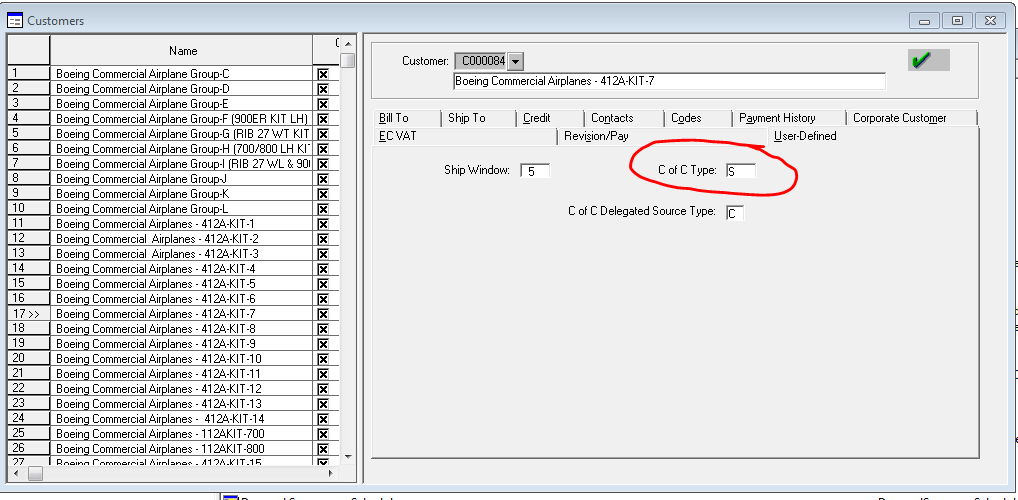 Customers
Name
C
1 Boeing Commercial Airplane Group-C
2 Boeing Commercial Airplane Group-D
3 Boeing Commercial Airplane Group-E
4 Boeing Commercial Airplane Group-F (900ER KIT LH)
5 Boeing Commercial Airplane Group-G (RIB 27 WT KIT
6 Boeing Commercial Airplane Group-H (700/800 LH KI
7 Boeing Commercial Airplane Group-I (RIB 27 WL & 90
8 Boeing Commercial Airplane Group-J
9 Boeing Commercial Airplane Group-K
10 Boeing Commercial Airplane Group-L
11 Boeing Commercial Airplanes - 412A-KIT-1
12 Boeing Commercial Airplanes - 412A-KIT-2
13 Boeing Commercial Airplanes - 412A-KIT-3
14 Boeing Commercial Airplanes - 412A-KIT-4
15 Boeing Commercial Airplanes - 412A-KIT-5
16 Boeing Commercial Airplanes - 412A-KIT-6
17 >> Boeing Commercial Airplanes - 412A-KIT-7
18 Boeing Commercial Airplanes - 412A-KIT-8
19 Boeing Commercial Airplanes - 412A-KIT-9
20 Boeing Commercial Airplanes - 412A-KIT-10
21 Boeing Commercial Airplanes - 412A-KIT-11
22 Boeing Commercial Airplanes - 412A-KIT-12
23 Boeing Commercial Airplanes - 412A-KIT-13
24 Boeing Commercial Airplanes - 412A-KIT-14
25 Boeing Commercial Airplanes - 112AKIT-700
26 Boeing Commercial Airplanes - 112AKIT-800
27 Boeing Commercial Airplanes - 412A-KIT-15
Customer: C000084
Boeing Commercial Airplanes - 412A-KIT-7
Bill To Ship To Credit Contacts Codes Payment History Corporate Customer
EC VAT Revision/Pay User-Defined
Ship Window: 5 C of C Type: S
C of C Delegated Source Type: C